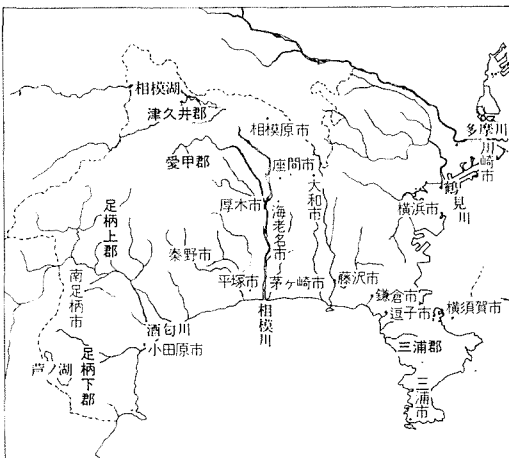 相模湖
津久井郡
相模原市
多摩川
川崎市
愛甲郡
座間市
大和市
鶴見川
厚木市
海老名市
横浜市
足柄上郡
秦野市
南足柄市
平塚市
茅ヶ崎市
藤沢市
鎌倉市
横須賀市
逗子市
酒匂川
相模川
小田原市
芦ノ湖
足柄下郡
三浦郡
三浦市